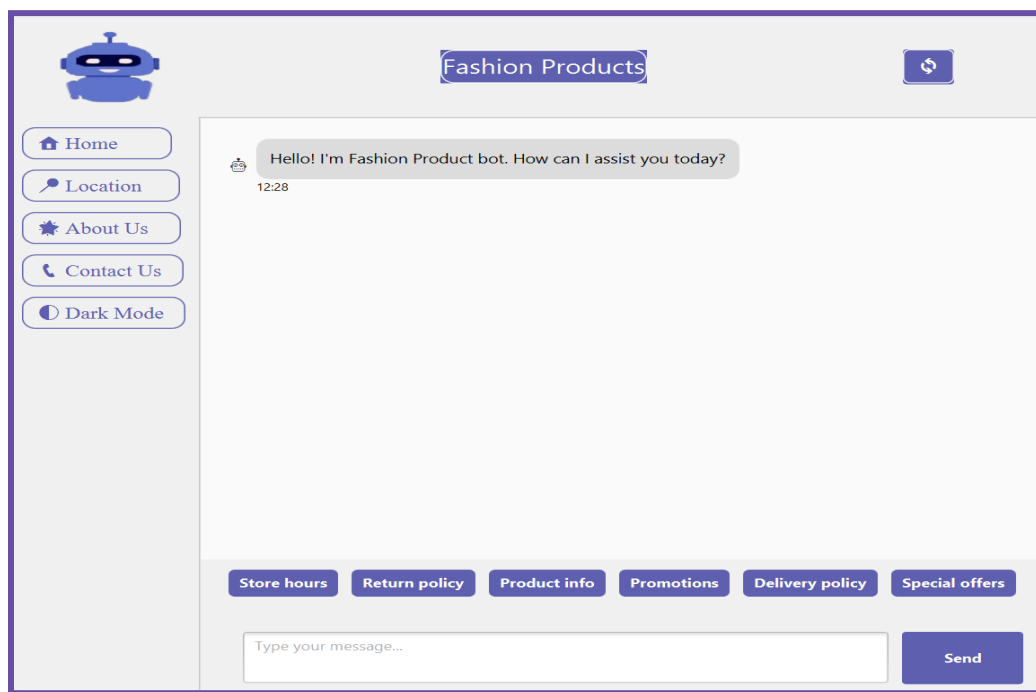 Fashion Products
Home
Location
About Us
Contact Us
Dark Mode
Hello! I'm Fashion Product bot. How can I assist you today?
12:28
Store hours Return policy Product info Promotions Delivery policy Special offers
Type your message...
Send